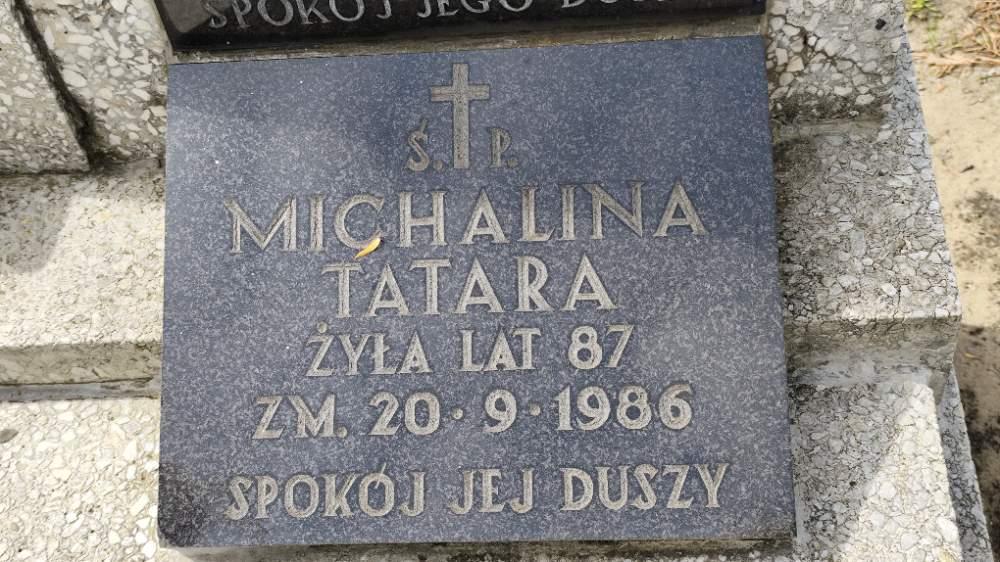 SPOKÓJ JEGO
Ś. P.
MICHALINA
TATARA
ŻYŁA LAT 87
ZM. 20·9·1986
SPOKÓJ JEJ DUSZY